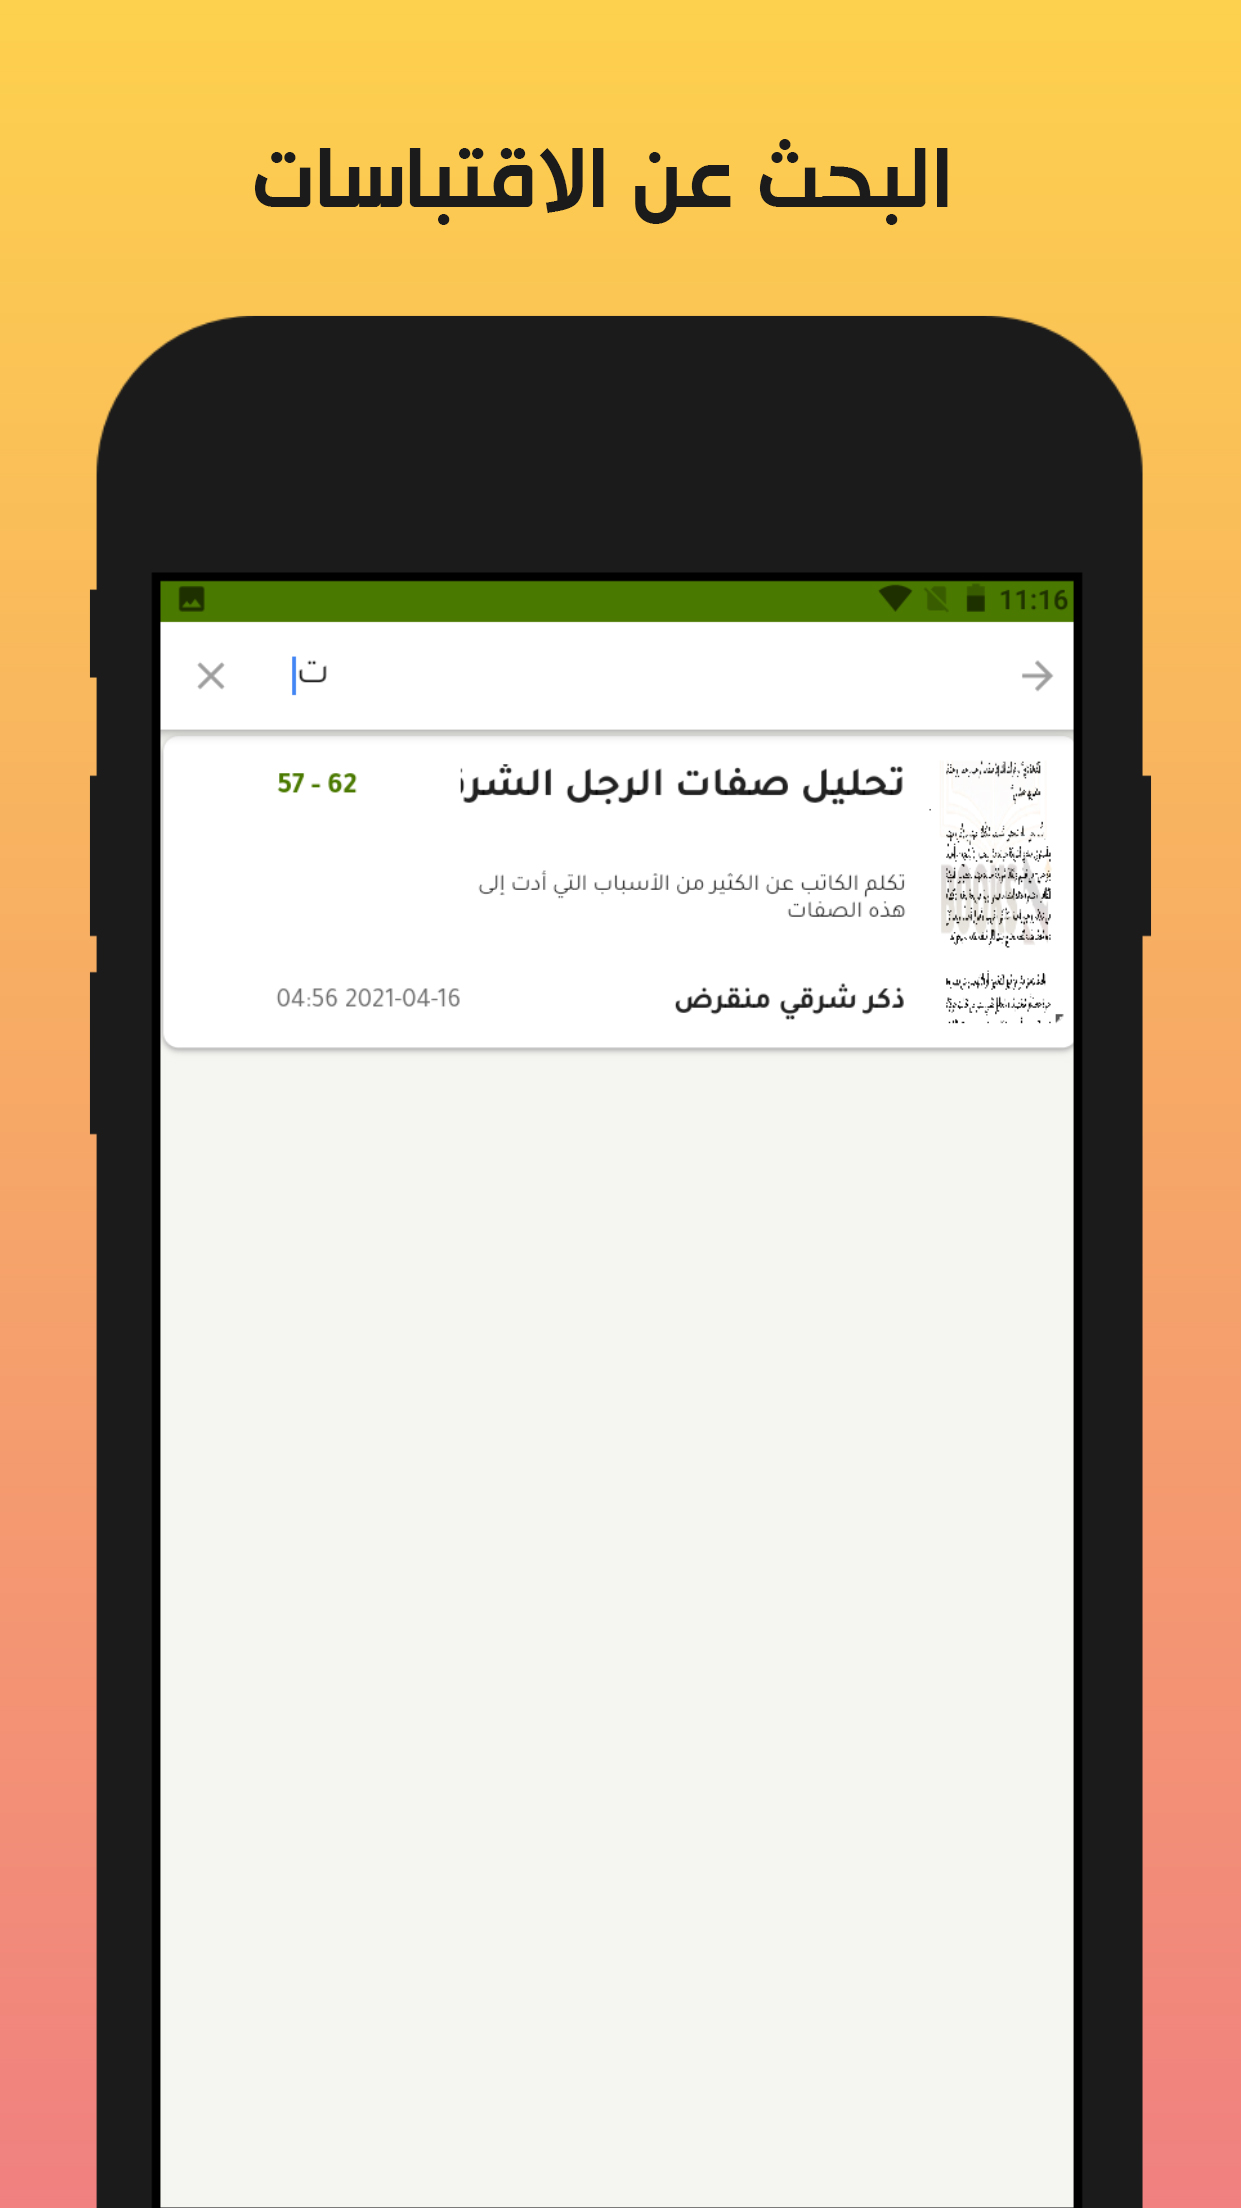 البحث عن الاقتباسات
11:16
ت
تحليل صفات الرجل الشر
57 - 62
تكلم الكاتب عن الكثير من الأسباب التي أدت إلى
هذه الصفات
ذكر شرقي منقرض
04:56 2021-04-16